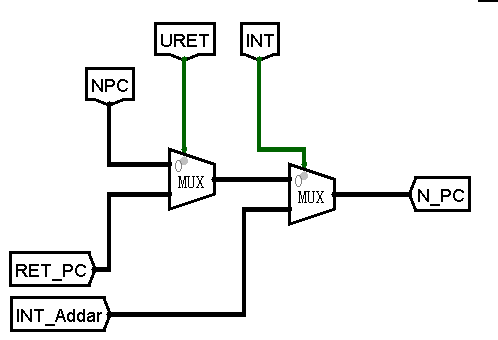 URET
INT
NPC
0
MUX
0
MUX
N_PC
RET_PC
INT_Addar